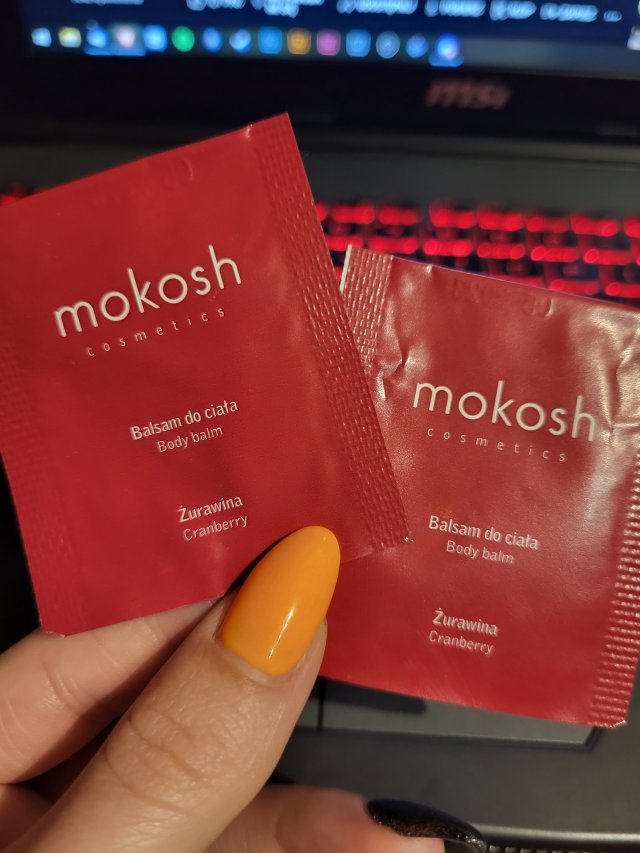 msi
mokosh
cosmetics
Balsam do ciała
Body balm
Żurawina
Cranberry
mokosh
cosmetics
Balsam do ciała
Body balm
Żurawina
Cranberry